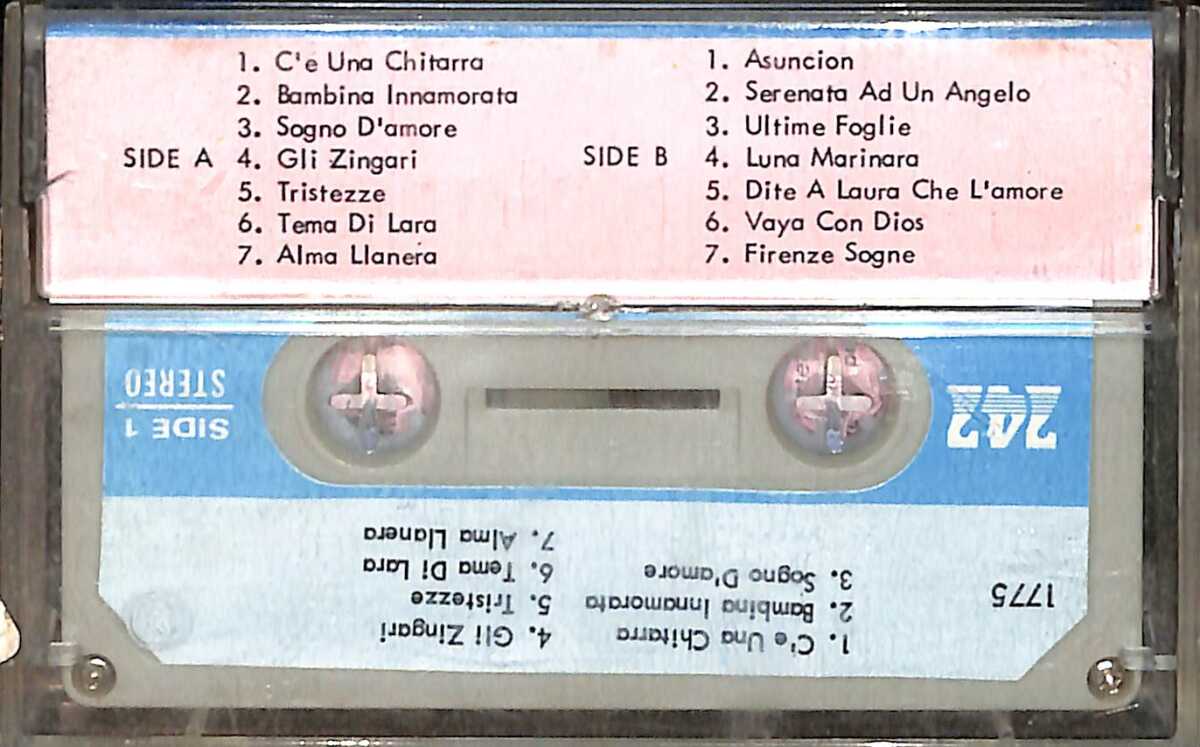 SIDE A
1. C'e Una Chitarra
2. Bambina Innamorata
3. Sogno D'amore
4. Gli Zingari
5. Tristezze
6. Tema Di Lara
7. Alma Llanera
SIDE B
1. Asuncion
2. Serenata Ad Un Angelo
3. Ultime Foglie
4. Luna Marinara
5. Dite A Laura Che L'amore
6. Vaya Con Dios
7. Firenze Sogne
747
SIDE 1
STEREO
1775
1. C'e Una Chitarra
2. Bambina Innamorata
3. Sogno D'amore
4. Gli Zingari
5. Tristezze
6. Tema Di Lara
7. Alma Llanera